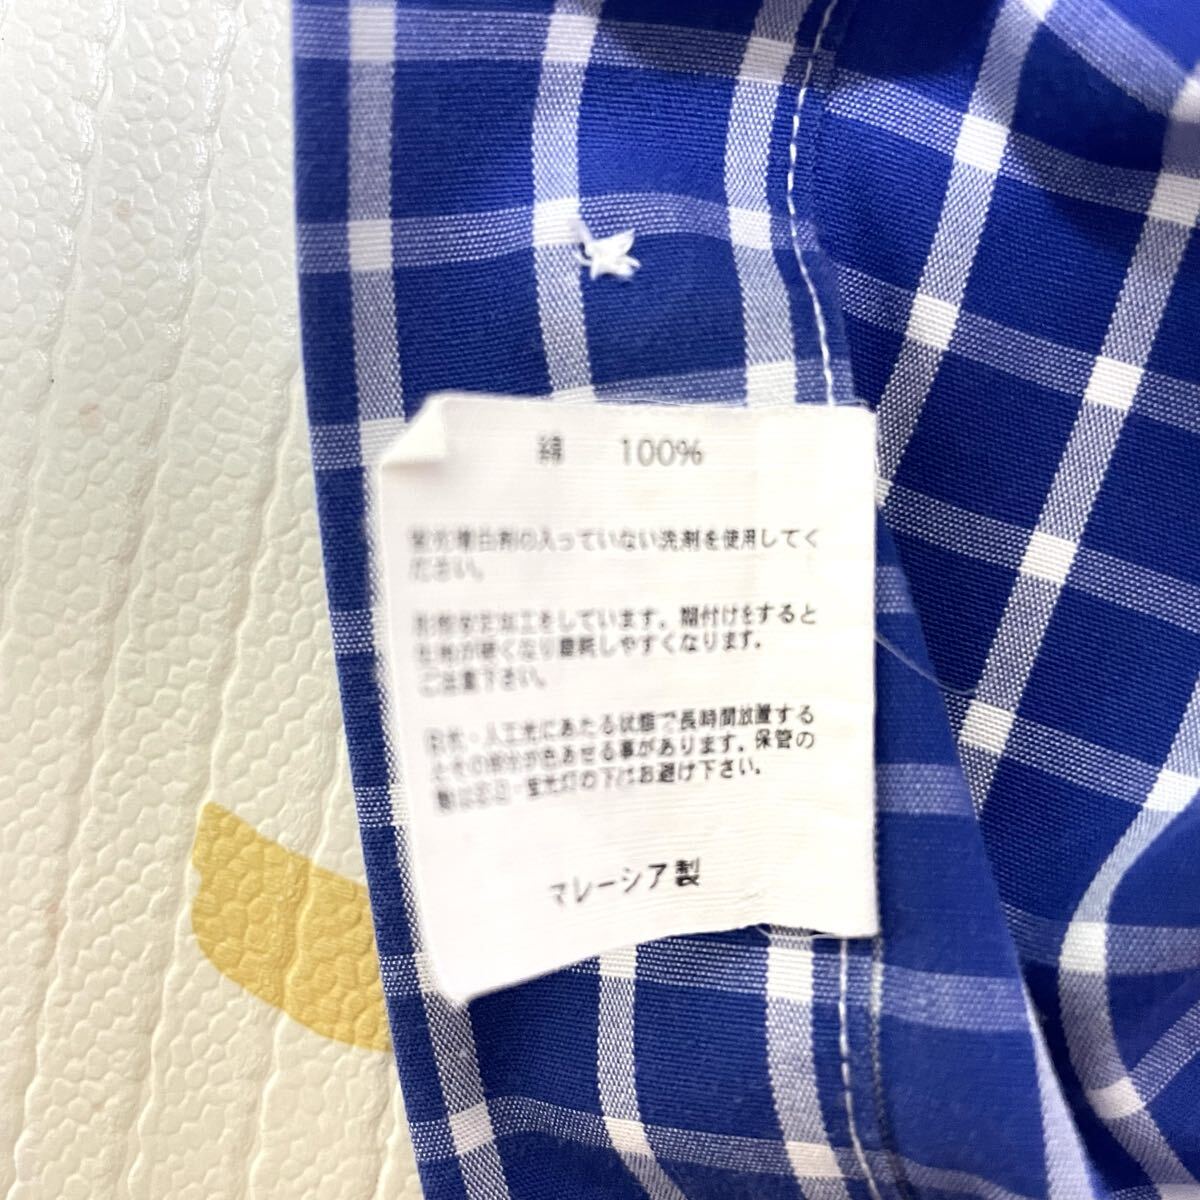 綿 100%
蛍光増白剤の入っていない洗剤を使用してく
ださい。
形態安定加工をしています。糊付けをすると
生地が硬くなり磨耗しやすくなります。
ご注意下さい。
日光・人工光にあたる状態で長時間放置する
とその部分が色あせる事があります。保管の
際は日光・蛍光灯の下はお避け下さい。
マレーシア製